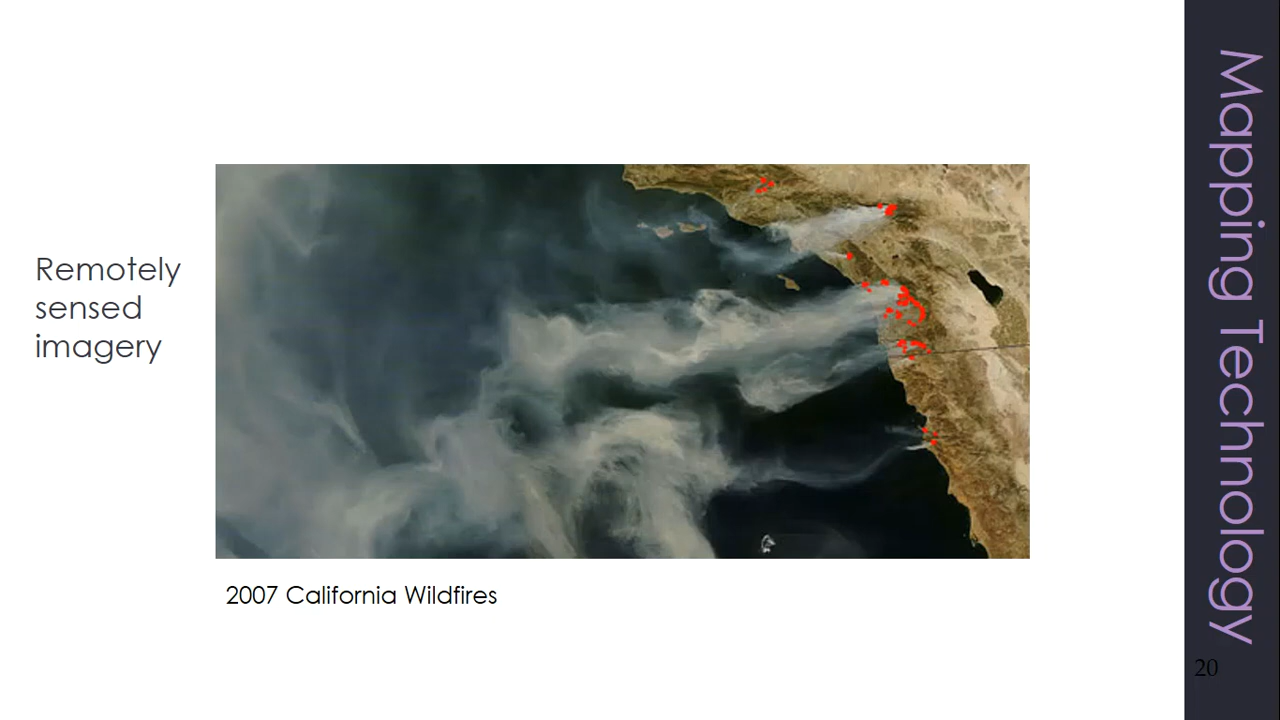 Remotely
sensed
imagery
2007 California Wildfires
Mapping Technology
20